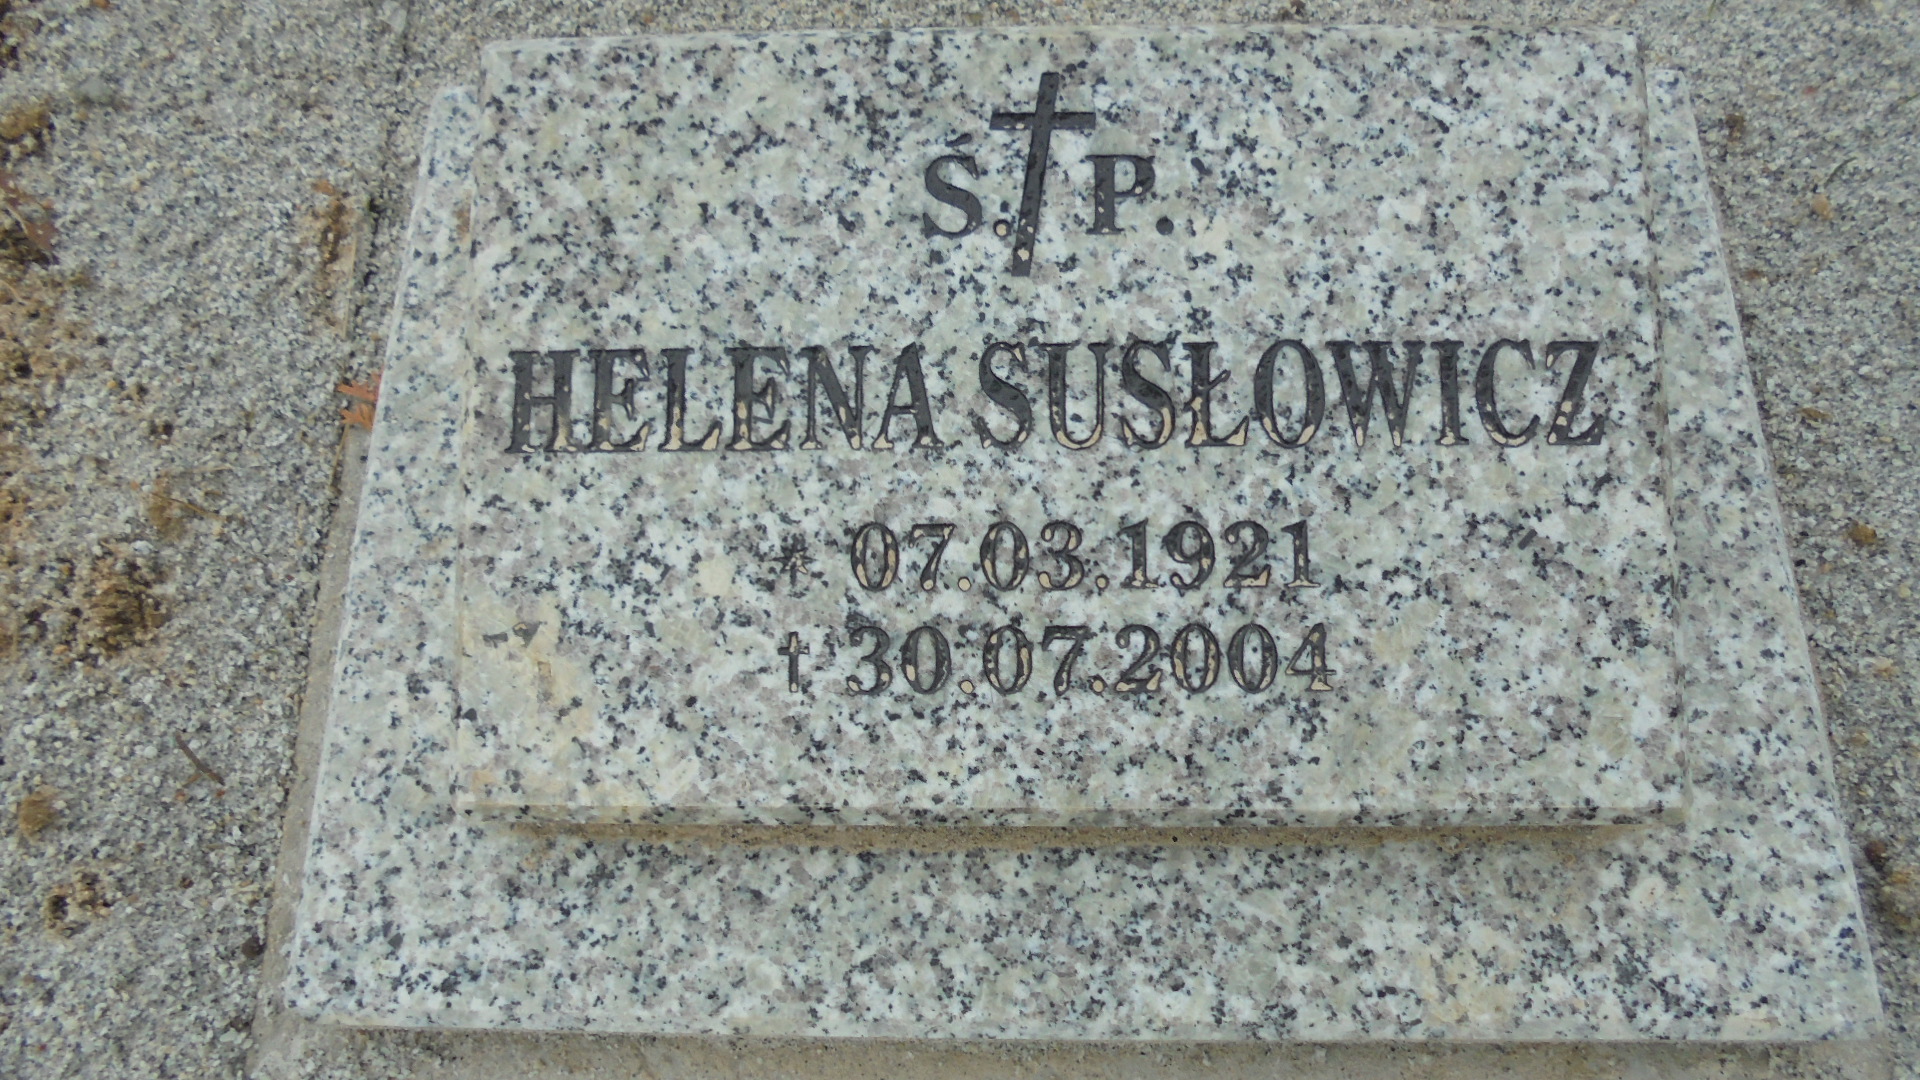 Ś. P.
HELENA SUSŁOWICZ
* 07.03.1921
† 30.07.2004